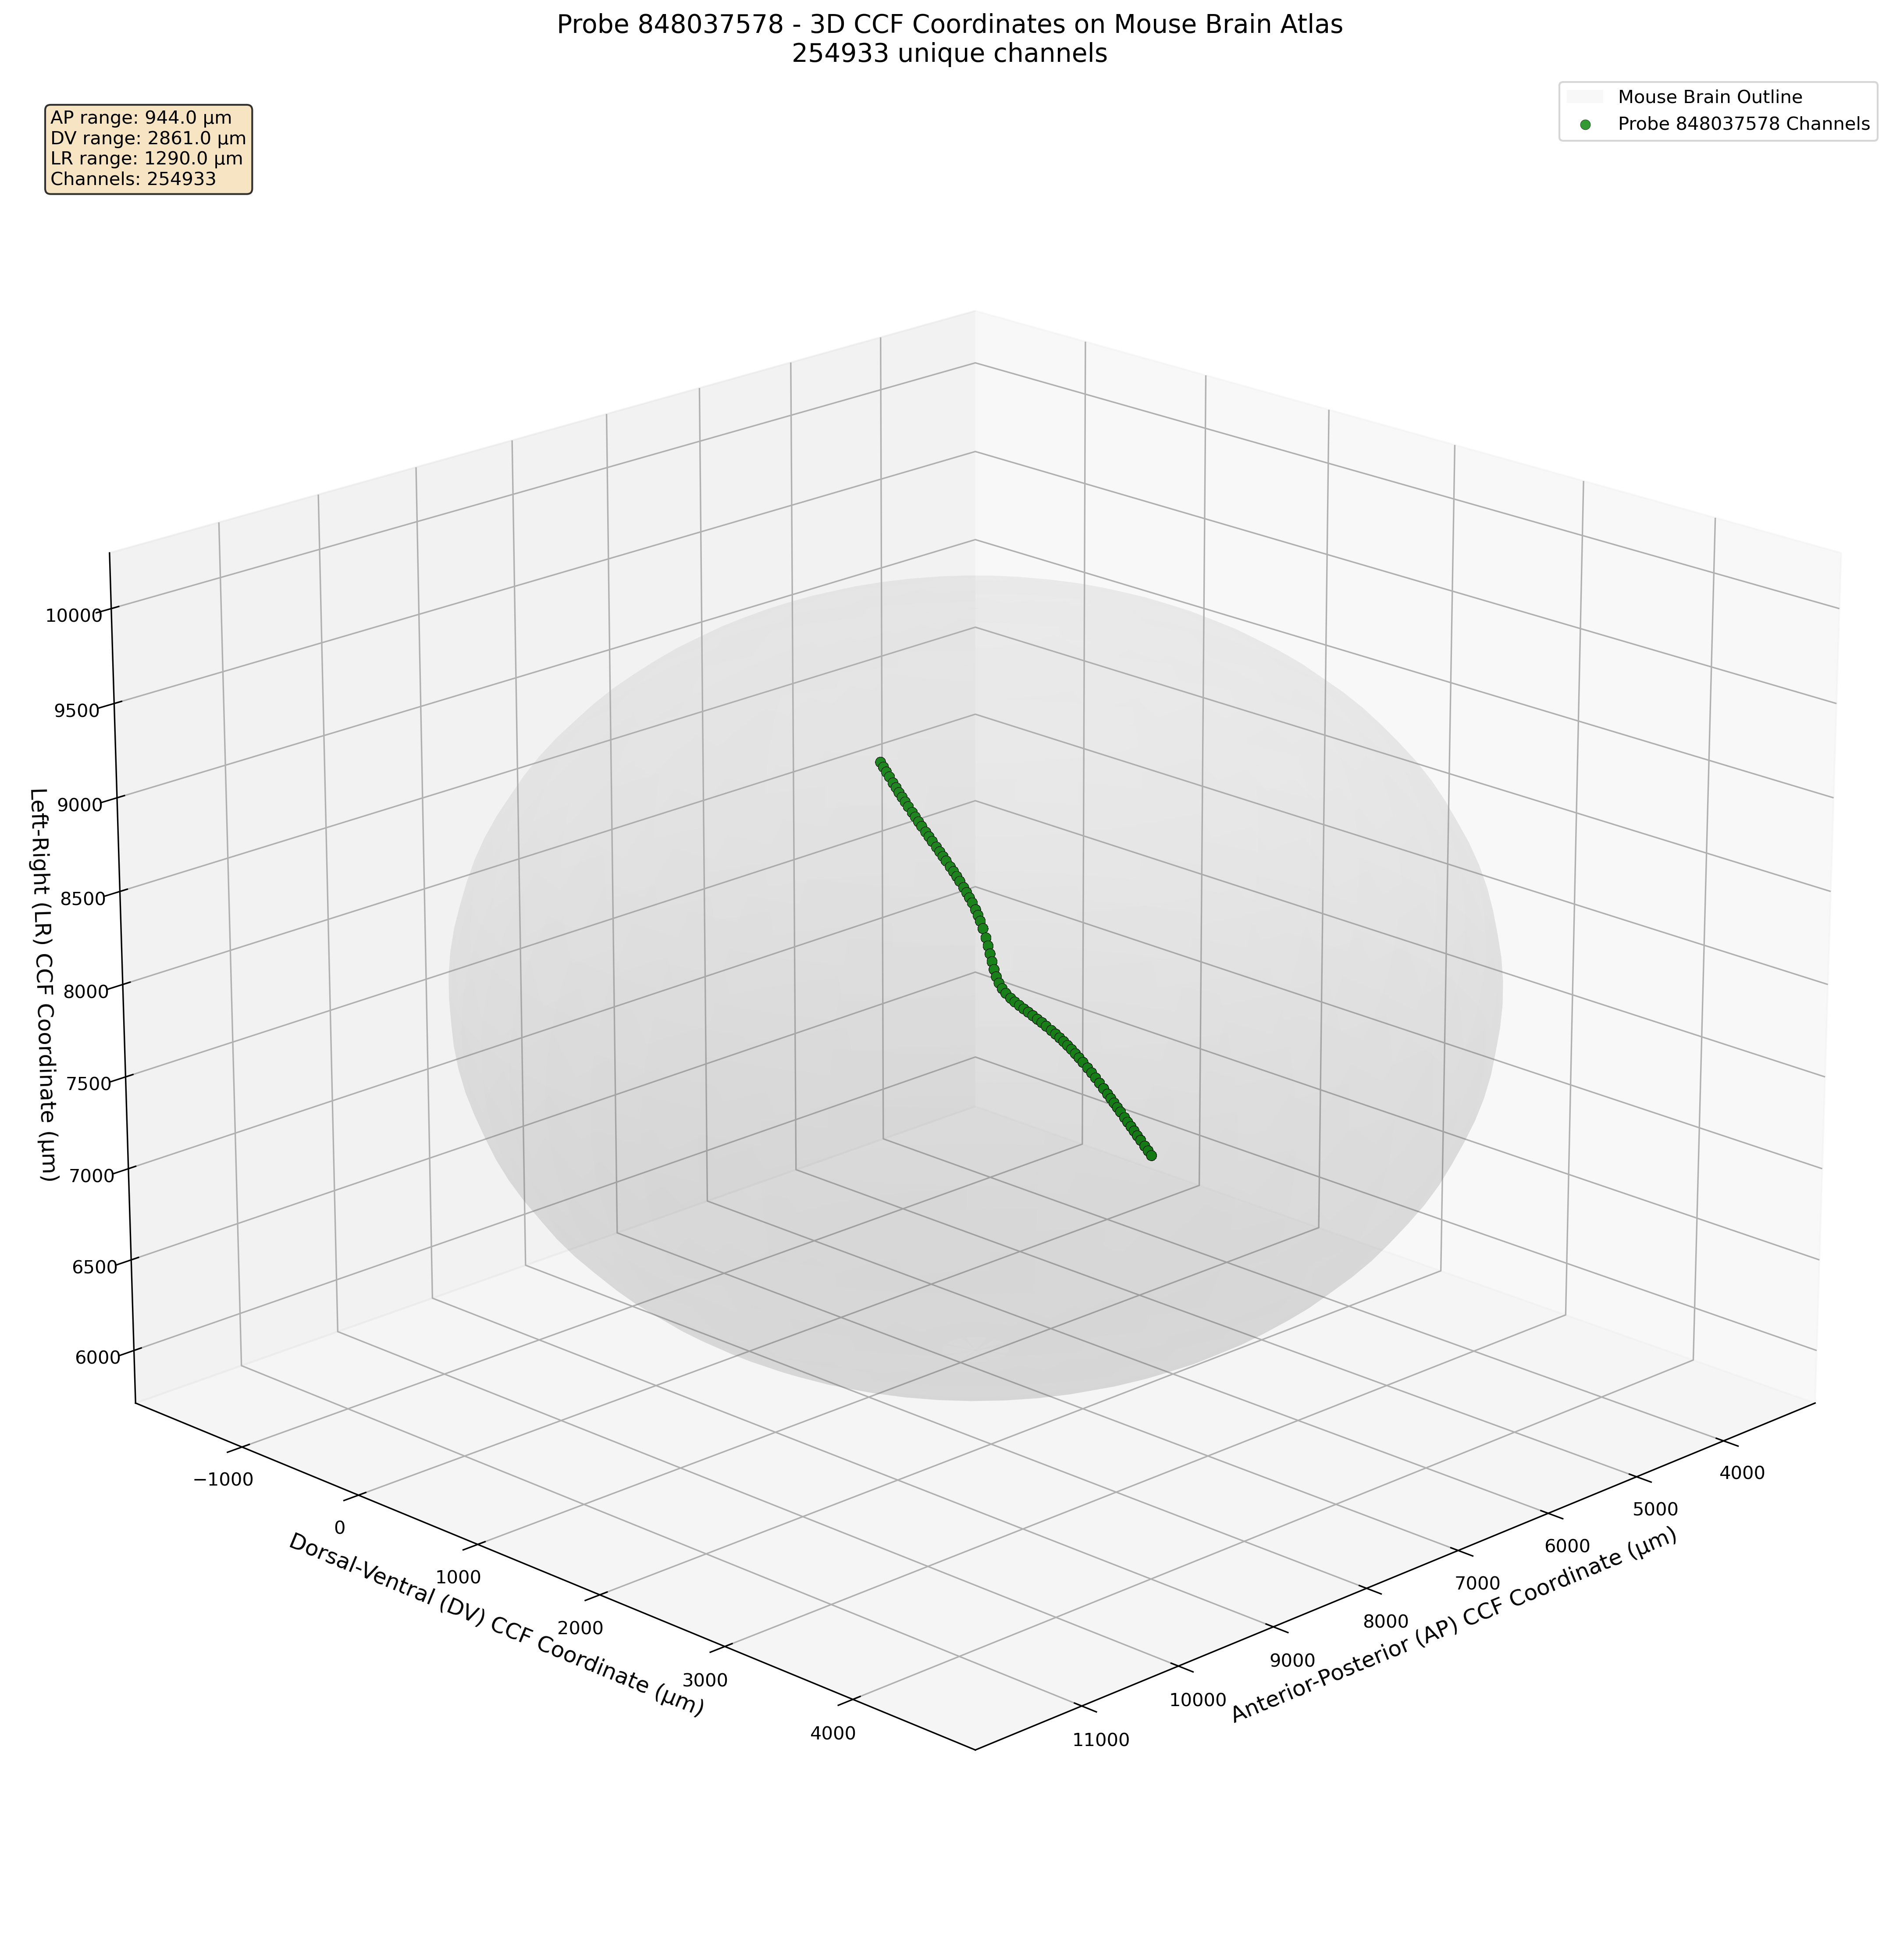 Probe 848037578 - 3D CCF Coordinates on Mouse Brain Atlas
254933 unique channels
AP range: 944.0 µm
DV range: 2861.0 µm
LR range: 1290.0 µm
Channels: 254933
Mouse Brain Outline
Probe 848037578 Channels
10000
9500
9000
8500
8000
7500
7000
6500
6000
Left-Right (LR) CCF Coordinate (µm)
−1000
0
1000
2000
3000
4000
Dorsal-Ventral (DV) CCF Coordinate (µm)
4000
5000
6000
7000
8000
9000
10000
11000
Anterior-Posterior (AP) CCF Coordinate (µm)